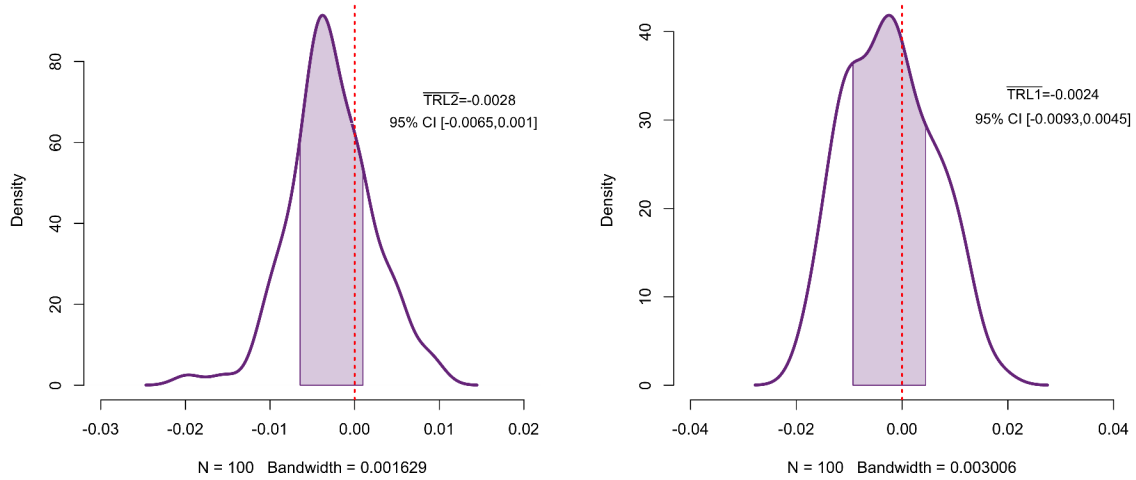 Density
80
60
40
20
0
TRL2=-0.0028
95% CI [-0.0065,0.001]
-0.03 -0.02 -0.01 0.00 0.01 0.02
N = 100 Bandwidth = 0.001629
Density
40
30
20
10
0
TRL1=-0.0024
95% CI [-0.0093,0.0045]
-0.04 -0.02 0.00 0.02 0.04
N = 100 Bandwidth = 0.003006